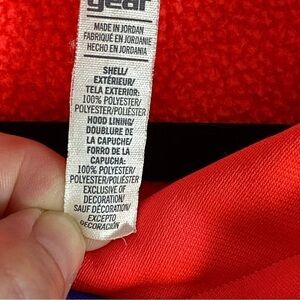 gear
MADE IN JORDAN
FABRIQUÉ EN JORDANIE
HECHO EN JORDANIA
SHELL/
EXTÉRIEUR/
TELA EXTERIOR:
100% POLYESTER/
POLYESTER/POLIÉSTER
HOOD LINING/
DOUBLURE DE
LA CAPUCHE/
FORRO DE LA
CAPUCHA:
100% POLYESTER/
POLYESTER/POLIÉSTER
EXCLUSIVE OF
DECORATION/
SAUF DÉCORATION/
EXCEPTO
DECORACIÓN